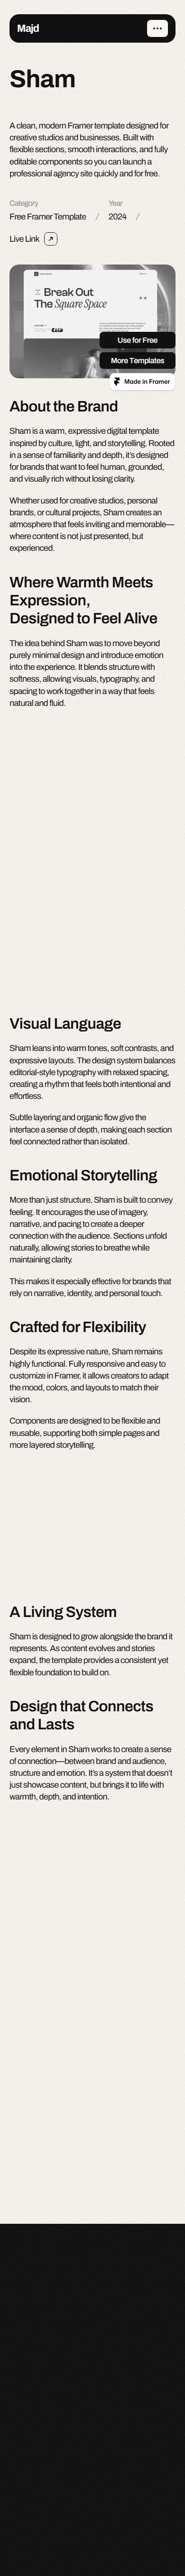 Majd
Sham
A clean, modern Framer template designed for
creative studios and businesses. Built with
flexible sections, smooth interactions, and fully
editable components so you can launch a
professional agency site quickly and for free.
Category
Year
Free Framer Template / 2024 /
Live Link
Break Out
The Square Space
Use for Free
More Templates
Made in Framer
About the Brand
Sham is a warm, expressive digital template
inspired by culture, light, and storytelling. Rooted
in a sense of familiarity and depth, it’s designed
for brands that want to feel human, grounded,
and visually rich without losing clarity.
Whether used for creative studios, personal
brands, or cultural projects, Sham creates an
atmosphere that feels inviting and memorable—
where content is not just presented, but
experienced.
Where Warmth Meets
Expression,
Designed to Feel Alive
The idea behind Sham was to move beyond
purely minimal design and introduce emotion
into the experience. It blends structure with
softness, allowing visuals, typography, and
spacing to work together in a way that feels
natural and fluid.
Visual Language
Sham leans into warm tones, soft contrasts, and
expressive layouts. The design system balances
editorial-style typography with relaxed spacing,
creating a rhythm that feels both intentional and
effortless.
Subtle layering and organic flow give the
interface a sense of depth, making each section
feel connected rather than isolated.
Emotional Storytelling
More than just structure, Sham is built to convey
feeling. It encourages the use of imagery,
narrative, and pacing to create a deeper
connection with the audience. Sections unfold
naturally, allowing stories to breathe while
maintaining clarity.
This makes it especially effective for brands that
rely on narrative, identity, and personal touch.
Crafted for Flexibility
Despite its expressive nature, Sham remains
highly functional. Fully responsive and easy to
customize in Framer, it allows creators to adapt
the mood, colors, and layouts to match their
vision.
Components are designed to be flexible and
reusable, supporting both simple pages and
more layered storytelling.
A Living System
Sham is designed to grow alongside the brand it
represents. As content evolves and stories
expand, the template provides a consistent yet
flexible foundation to build on.
Design that Connects
and Lasts
Every element in Sham works to create a sense
of connection—between brand and audience,
structure and emotion. It’s a system that doesn’t
just showcase content, but brings it to life with
warmth, depth, and intention.